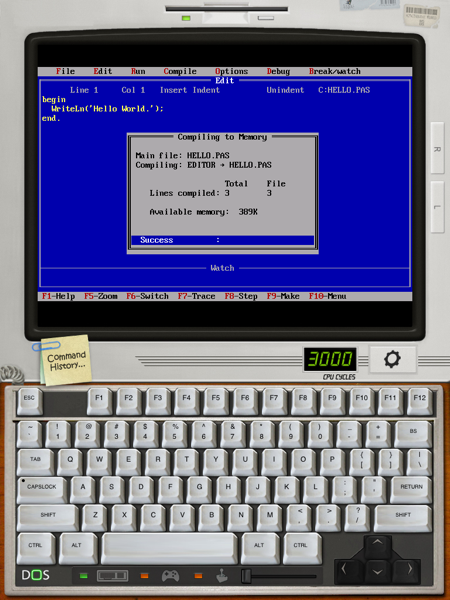 File Edit Run Compile Options Debug Break/watch
Edit
Line 1 Col 1 Insert Indent Unindent C:HELLO.PAS
begin
WriteLn('Hello World.');
end.
Compiling to Memory
Main file: HELLO.PAS
Compiling: EDITOR → HELLO.PAS
Total File
Lines compiled: 3 3
Available memory: 389K
Success :
Watch
F1-Help F5-Zoom F6-Switch F7-Trace F8-Step F9-Make F10-Menu
R
L
Command
History...
3000
CPU CYCLES
ESC F1 F2 F3 F4 F5 F6 F7 F8 F9 F10 F11 F12
~ ! @ # $ % ^ & * ( ) _ +
` 1 2 3 4 5 6 7 8 9 0 - = BS
TAB Q W E R T Y U I O P { } |
[ ] \
CAPSLOCK A S D F G H J K L : " RETURN
; '
SHIFT Z X C V B N M < > ? SHIFT
, . /
CTRL ALT ALT CTRL
DOS